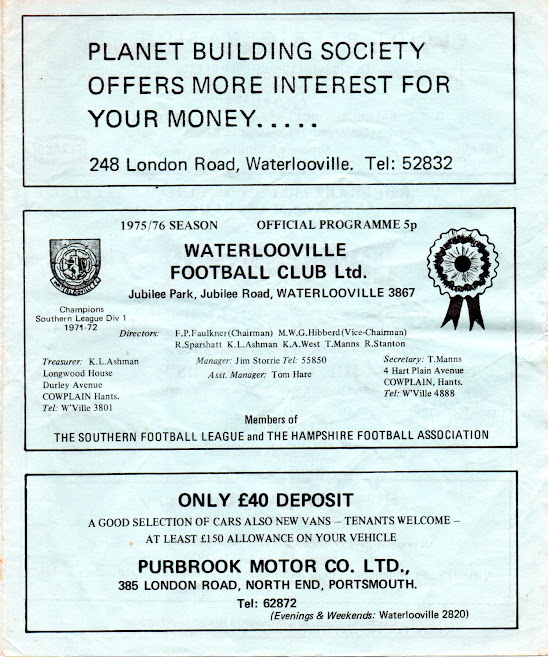 PLANET BUILDING SOCIETY
OFFERS MORE INTEREST FOR
YOUR MONEY.....
248 London Road, Waterlooville. Tel: 52832
1975/76 SEASON OFFICIAL PROGRAMME 5p
WATERLOOVILLE
FOOTBALL CLUB Ltd.
Jubilee Park, Jubilee Road, WATERLOOVILLE 3867
Champions
Southern League Div 1
1971-72
Directors: F.P.Faulkner(Chairman) M.W.G.Hibberd(Vice-Chairman)
R.Sparshatt K.L.Ashman K.A.West T.Manns R.Stanton
Treasurer: K.L.Ashman
Longwood House
Durley Avenue
COWPLAIN Hants.
Tel: W'Ville 3801
Manager: Jim Storrie Tel: 55850
Asst. Manager: Tom Hare
Secretary: T.Manns
4 Hart Plain Avenue
COWPLAIN, Hants.
Tel: W'Ville 4888
Members of
THE SOUTHERN FOOTBALL LEAGUE and THE HAMPSHIRE FOOTBALL ASSOCIATION
ONLY £40 DEPOSIT
A GOOD SELECTION OF CARS ALSO NEW VANS – TENANTS WELCOME –
AT LEAST £150 ALLOWANCE ON YOUR VEHICLE
PURBROOK MOTOR CO. LTD.,
385 LONDON ROAD, NORTH END, PORTSMOUTH.
Tel: 62872
(Evenings & Weekends: Waterlooville 2820)